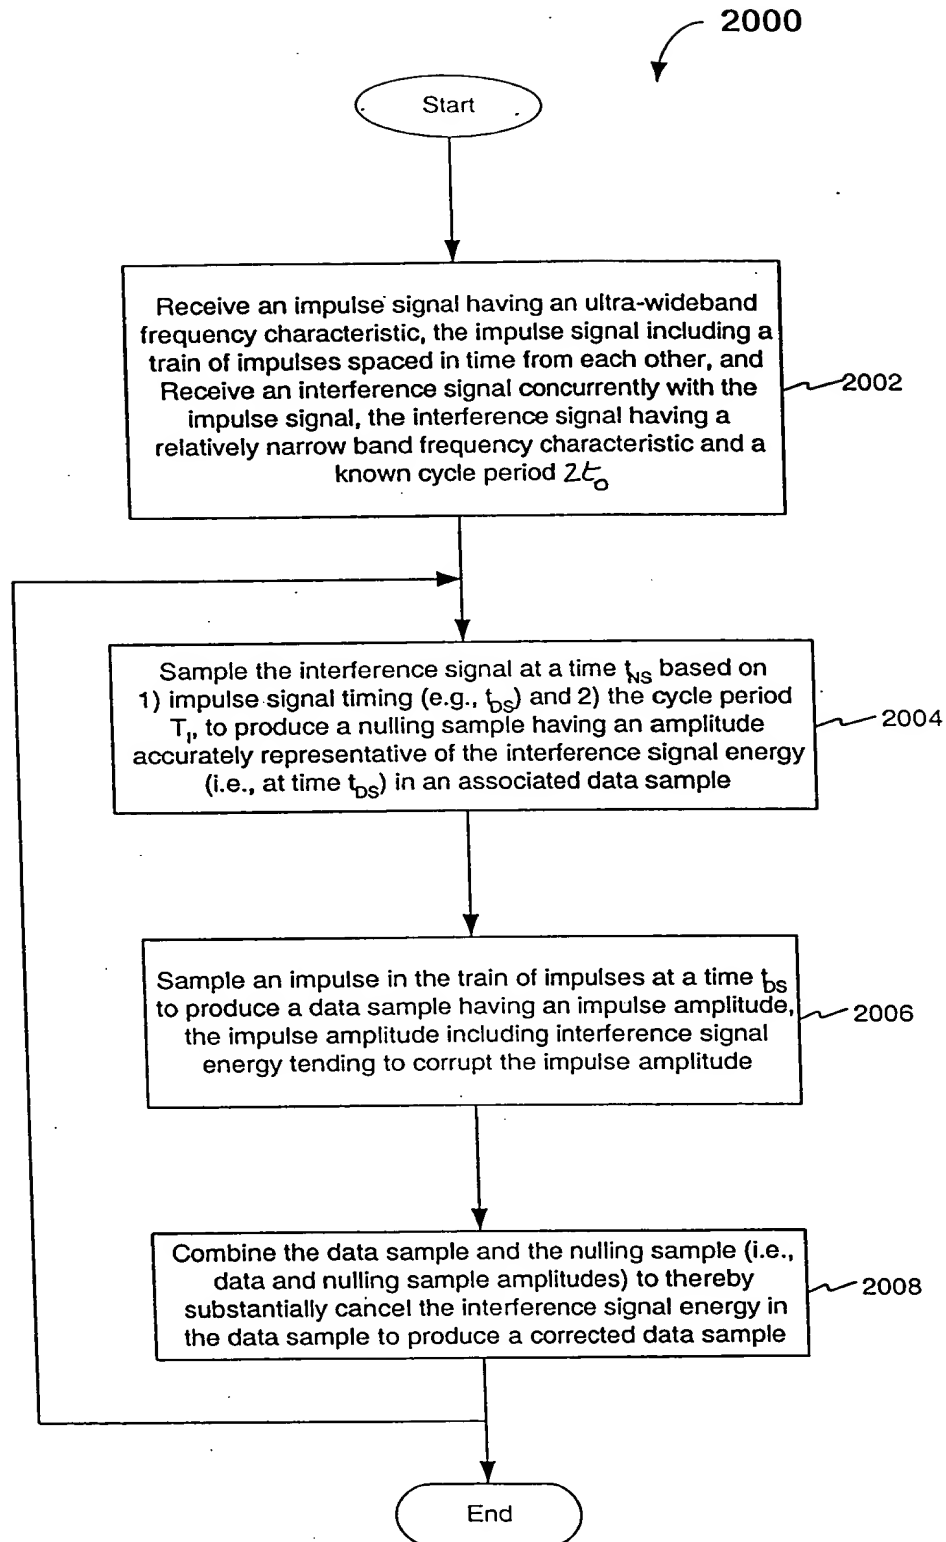 2000
Start
Receive an impulse signal having an ultra-wideband
frequency characteristic, the impulse signal including a
train of impulses spaced in time from each other, and
Receive an interference signal concurrently with the
impulse signal, the interference signal having a
relatively narrow band frequency characteristic and a
known cycle period 2t₀
2002
Sample the interference signal at a time t_NS based on
1) impulse signal timing (e.g., t_DS) and 2) the cycle period
T_I, to produce a nulling sample having an amplitude
accurately representative of the interference signal energy
(i.e., at time t_DS) in an associated data sample
2004
Sample an impulse in the train of impulses at a time t_DS
to produce a data sample having an impulse amplitude,
the impulse amplitude including interference signal
energy tending to corrupt the impulse amplitude
2006
Combine the data sample and the nulling sample (i.e.,
data and nulling sample amplitudes) to thereby
substantially cancel the interference signal energy in
the data sample to produce a corrected data sample
2008
End